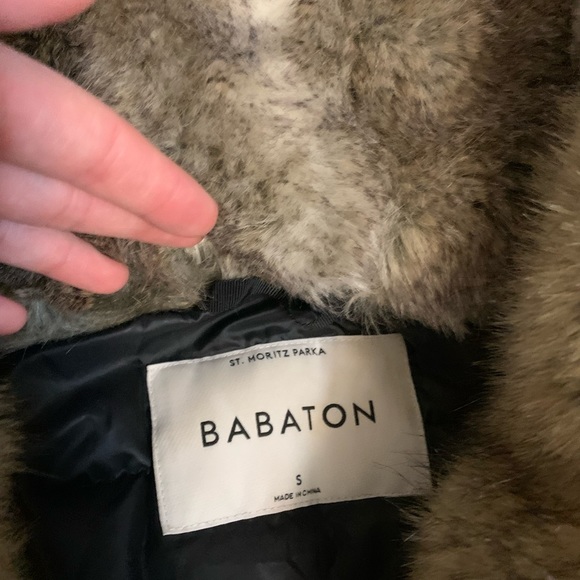 ST. MORITZ PARKA
BABATON
S
MADE IN CHINA